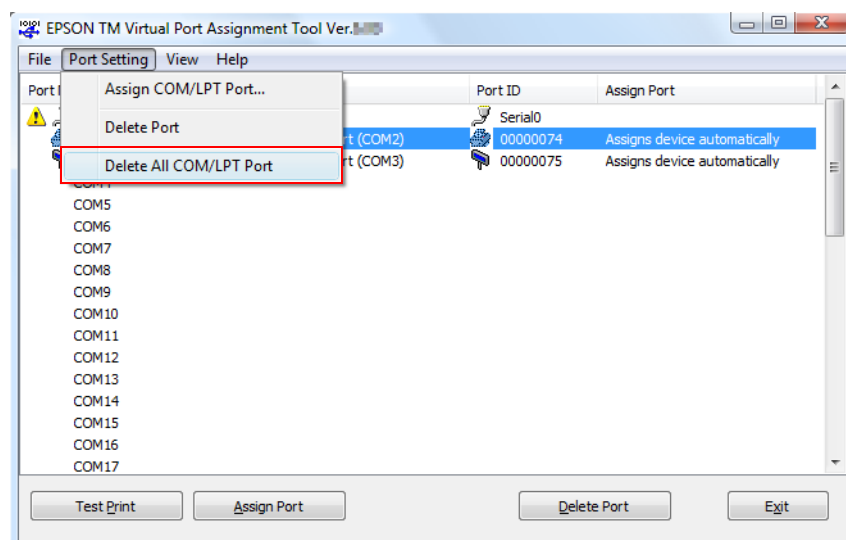 EPSON TM Virtual Port Assignment Tool Ver.
File Port Setting View Help
Port Port ID Assign Port
Assign COM/LPT Port...
Serial0
Delete Port
rt (COM2) 00000074 Assigns device automatically
Delete All COM/LPT Port
rt (COM3) 00000075 Assigns device automatically
COM5
COM6
COM7
COM8
COM9
COM10
COM11
COM12
COM13
COM14
COM15
COM16
COM17
Test Print Assign Port Delete Port Exit